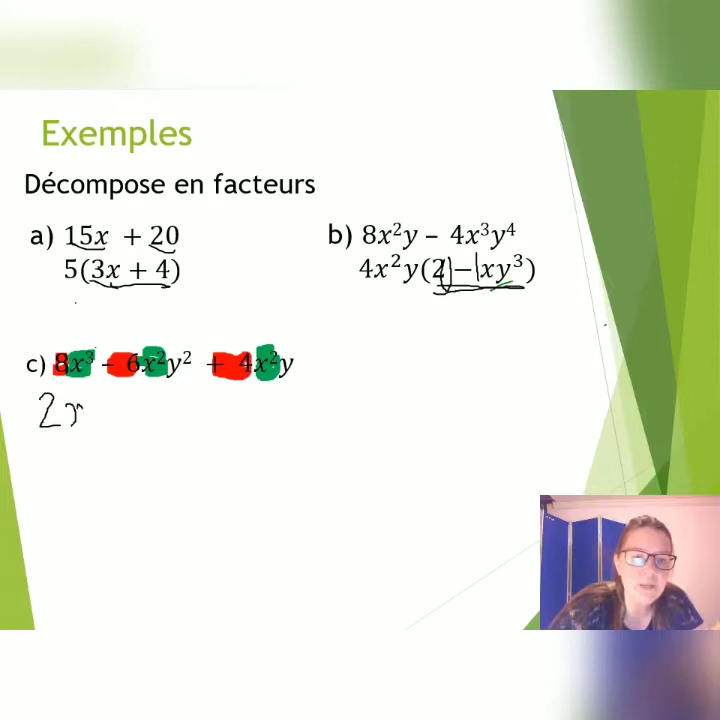 Exemples
Décompose en facteurs
a) 15x + 20
5(3x + 4)
b) 8x²y – 4x³y⁴
4x²y(2 – xy³)
c) 8x³ – 6x²y² + 4x²y
2x